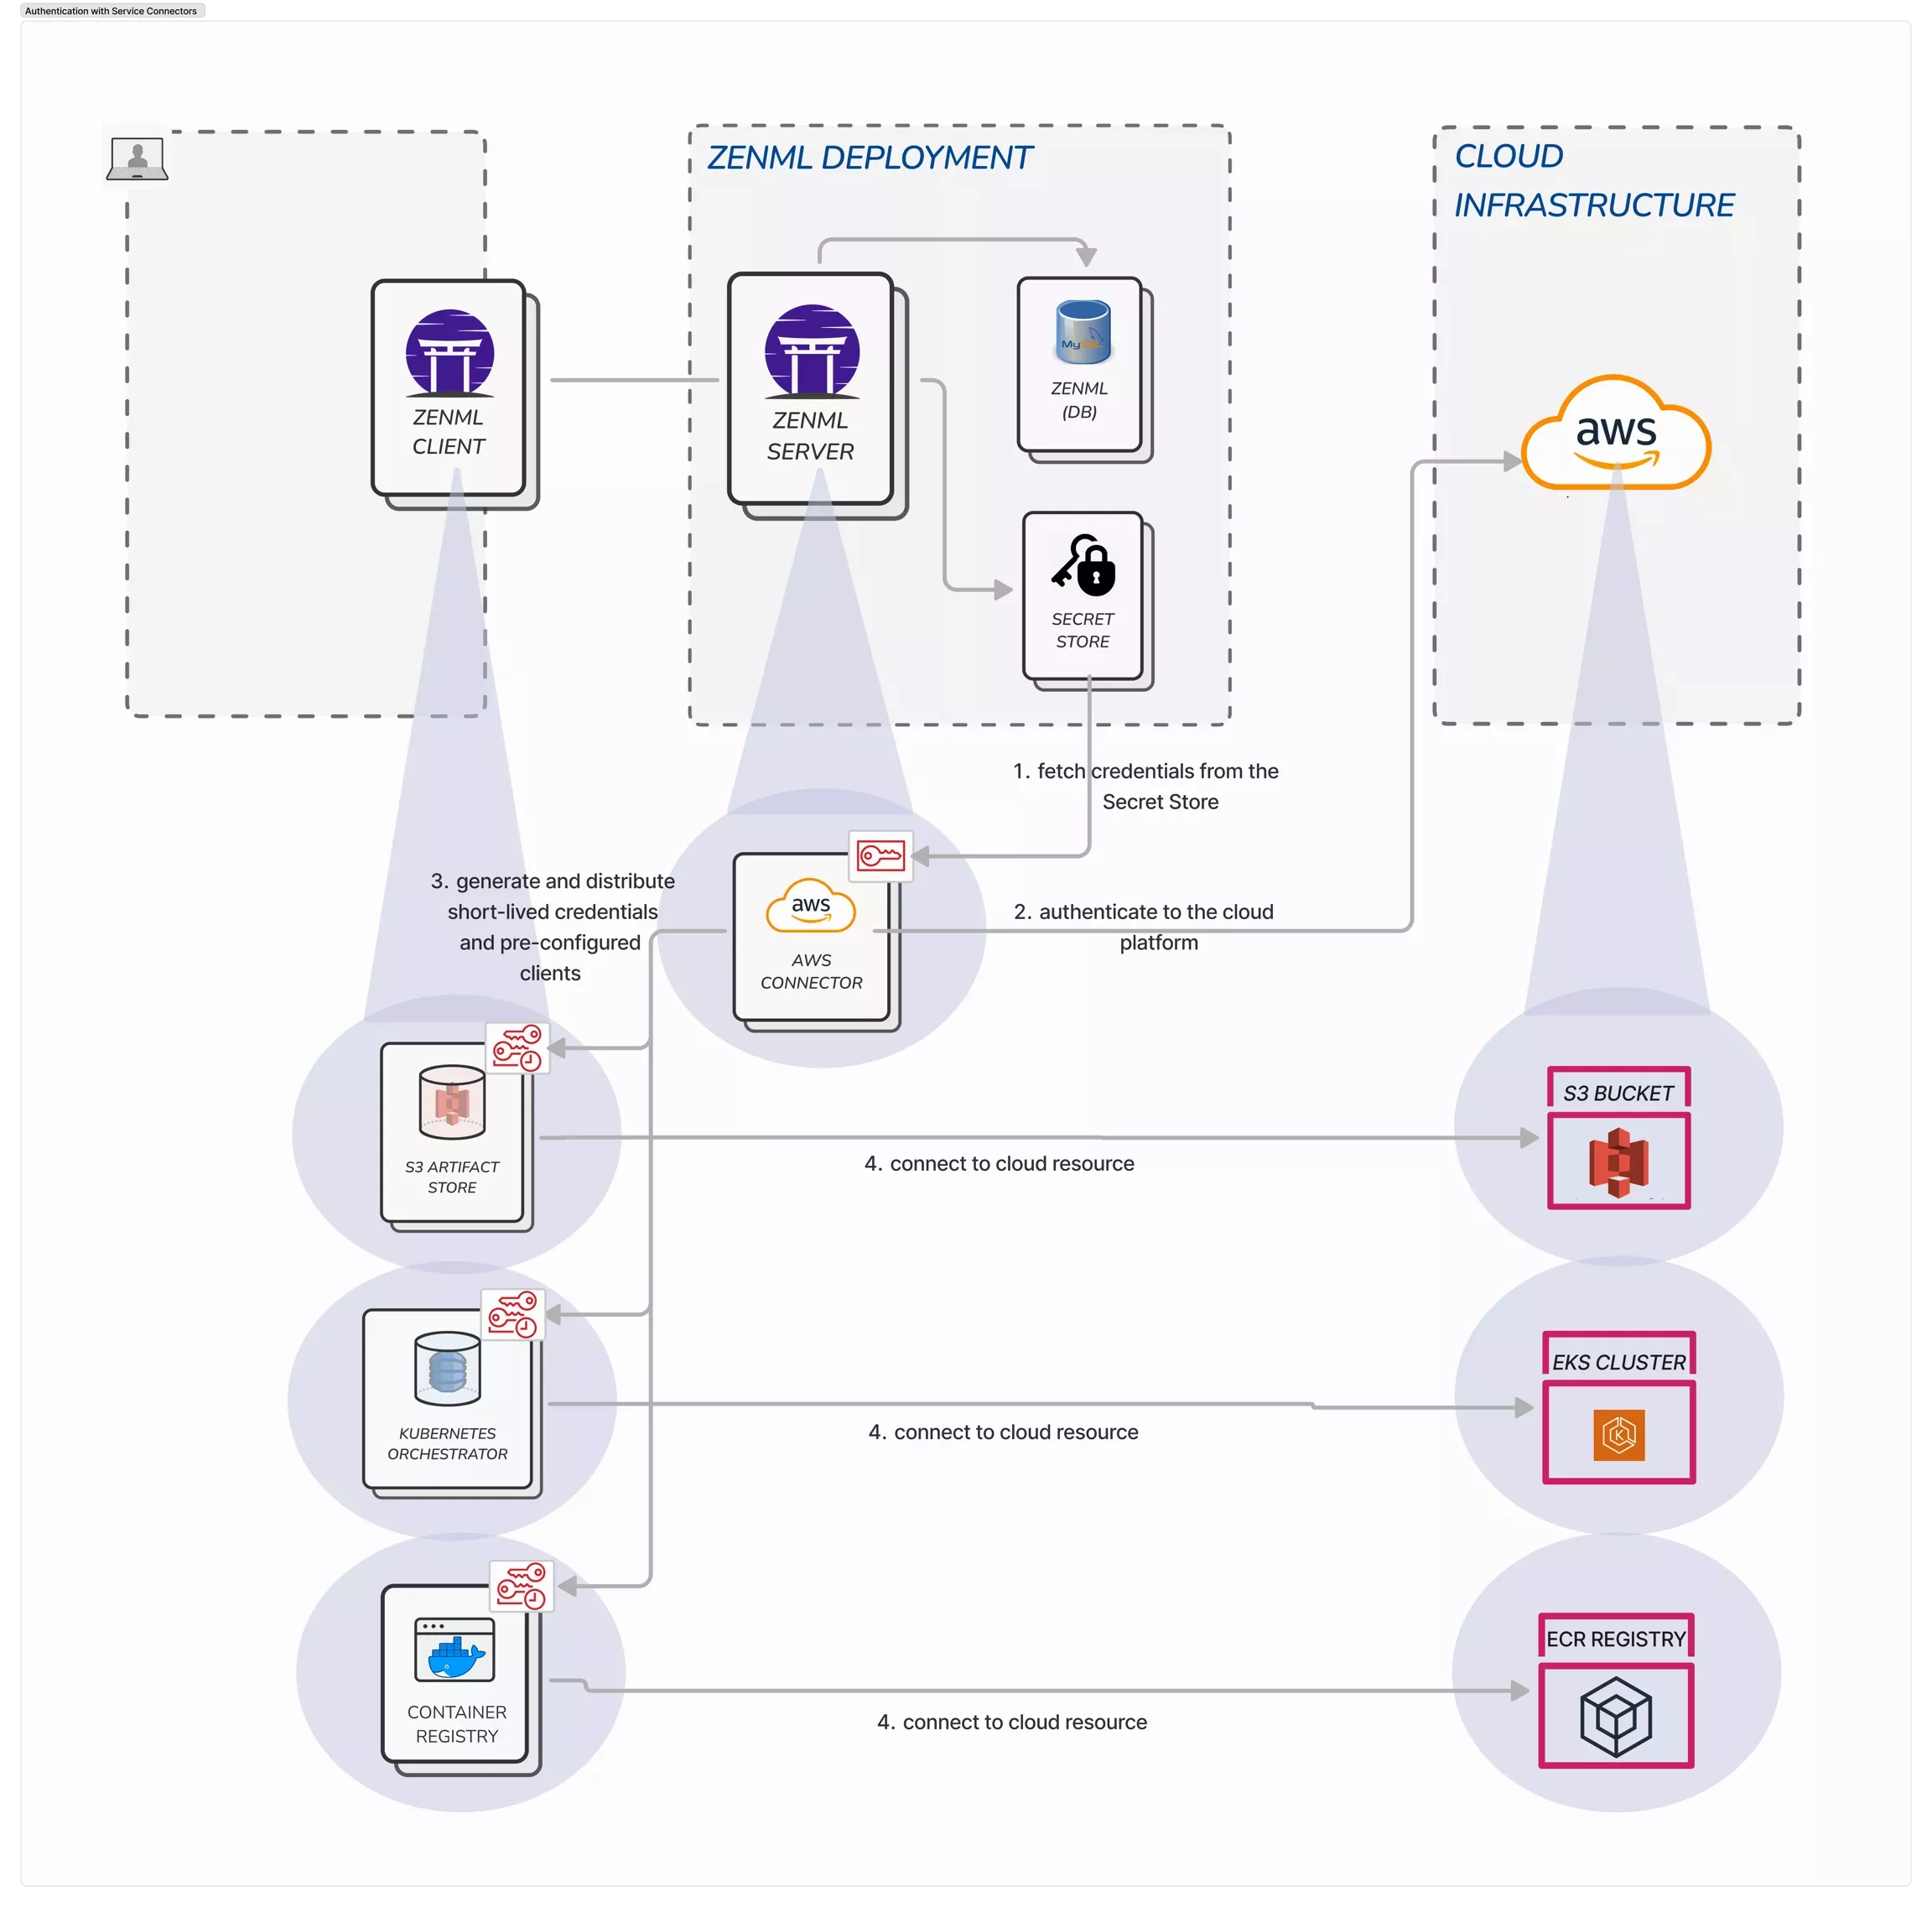 Authentication with Service Connectors
ZENML DEPLOYMENT
CLOUD
INFRASTRUCTURE
ZENML
CLIENT
ZENML
SERVER
MySQL
ZENML
(DB)
aws
SECRET
STORE
1. fetch credentials from the
Secret Store
3. generate and distribute
short-lived credentials
and pre-configured
clients
aws
AWS
CONNECTOR
2. authenticate to the cloud
platform
S3 ARTIFACT
STORE
4. connect to cloud resource
S3 BUCKET
KUBERNETES
ORCHESTRATOR
4. connect to cloud resource
EKS CLUSTER
K
CONTAINER
REGISTRY
4. connect to cloud resource
ECR REGISTRY